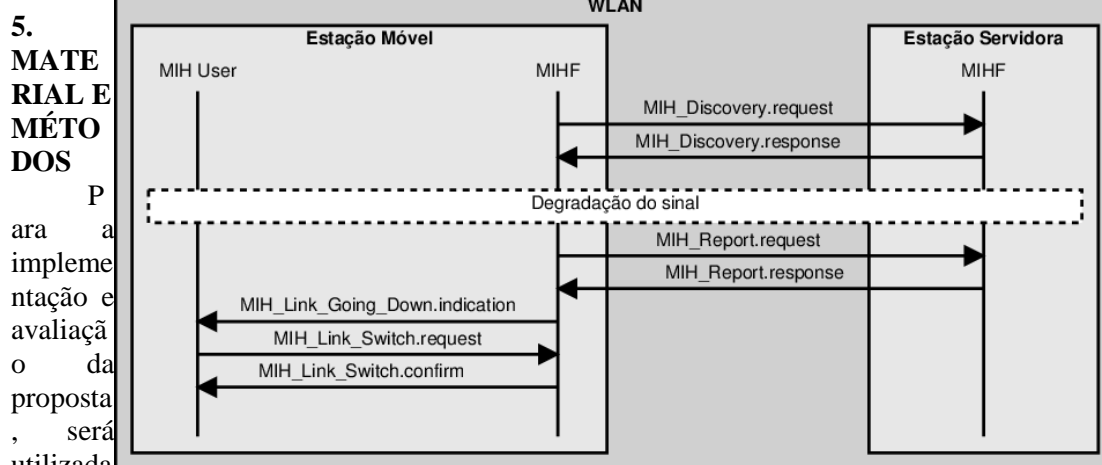 5.
MATE
RIAL E
MÉTO
DOS
P
ara a
impleme
ntação e
avaliaçã
o da
proposta
, será
utilizada
WLAN
Estação Móvel
Estação Servidora
MIH User
MIHF
MIHF
MIH_Discovery.request
MIH_Discovery.response
Degradação do sinal
MIH_Report.request
MIH_Report.response
MIH_Link_Going_Down.indication
MIH_Link_Switch.request
MIH_Link_Switch.confirm